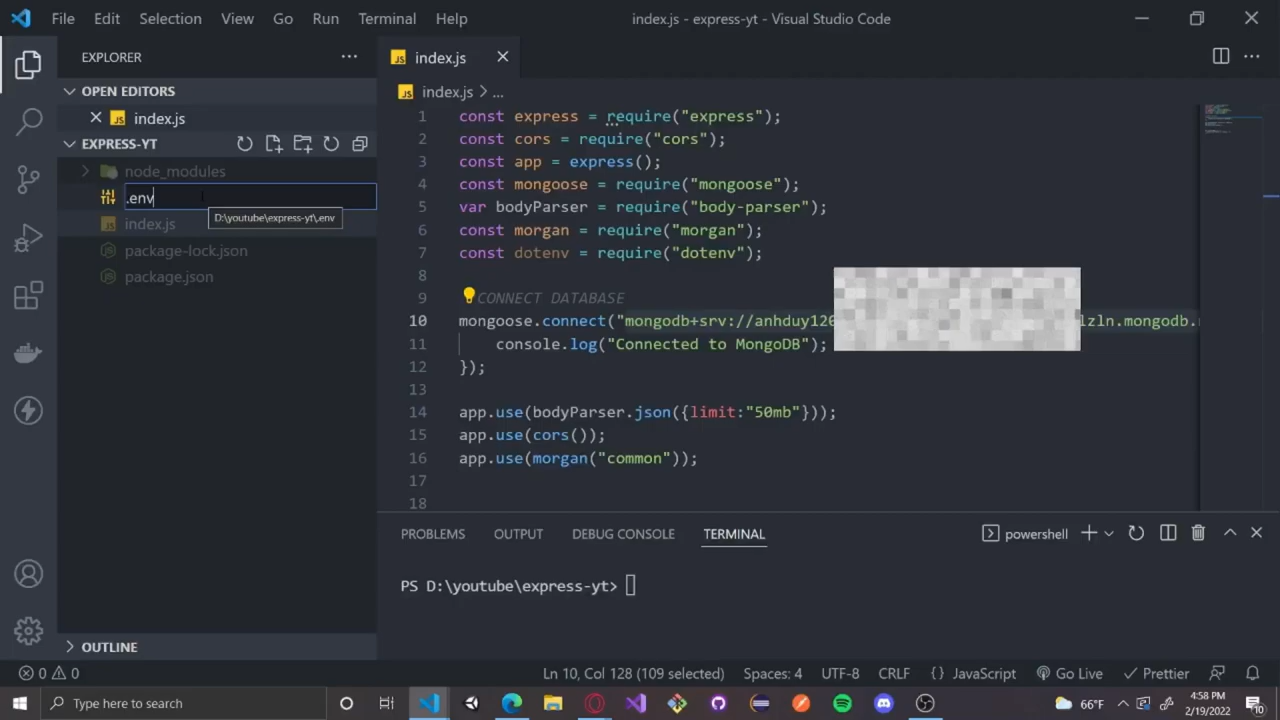 File Edit Selection View Go Run Terminal Help
index.js - express-yt - Visual Studio Code
EXPLORER
OPEN EDITORS
index.js
EXPRESS-YT
node_modules
.env
D:\youtube\express-yt\.env
index.js
package-lock.json
package.json
OUTLINE
index.js
index.js > ...
1 const express = require("express");
2 const cors = require("cors");
3 const app = express();
4 const mongoose = require("mongoose");
5 var bodyParser = require("body-parser");
6 const morgan = require("morgan");
7 const dotenv = require("dotenv");
8
9 CONNECT DATABASE
10 mongoose.connect("mongodb+srv://anhduy120 lzln.mongodb.
11 console.log("Connected to MongoDB");
12 });
13
14 app.use(bodyParser.json({limit:"50mb"}));
15 app.use(cors());
16 app.use(morgan("common"));
17
18
PROBLEMS OUTPUT DEBUG CONSOLE TERMINAL
powershell
PS D:\youtube\express-yt>
0 0
Ln 10, Col 128 (109 selected) Spaces: 4 UTF-8 CRLF {} JavaScript Go Live Prettier
Type here to search
66°F
4:58 PM
2/19/2022
10